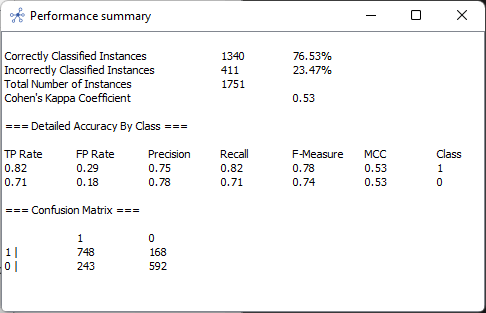 Performance summary
Correctly Classified Instances 1340 76.53%
Incorrectly Classified Instances 411 23.47%
Total Number of Instances 1751
Cohen's Kappa Coefficient 0.53
=== Detailed Accuracy By Class ===
TP Rate FP Rate Precision Recall F-Measure MCC Class
0.82 0.29 0.75 0.82 0.78 0.53 1
0.71 0.18 0.78 0.71 0.74 0.53 0
=== Confusion Matrix ===
1 0
1 | 748 168
0 | 243 592